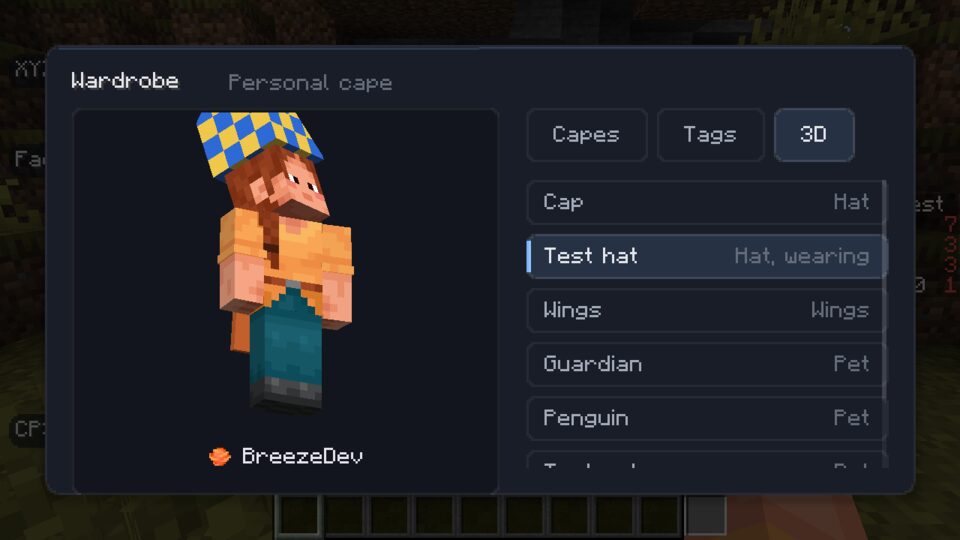 Wardrobe Personal cape
Capes Tags 3D
Cap Hat
Test hat Hat, wearing
Wings Wings
Guardian Pet
Penguin Pet
BreezeDev